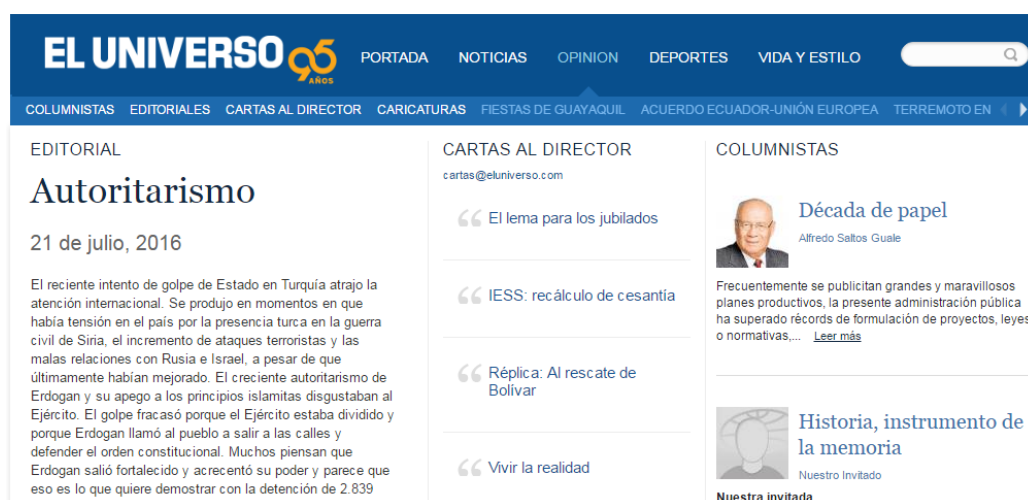 EL UNIVERSO 95 AÑOS
PORTADA NOTICIAS OPINION DEPORTES VIDA Y ESTILO
COLUMNISTAS EDITORIALES CARTAS AL DIRECTOR CARICATURAS FIESTAS DE GUAYAQUIL ACUERDO ECUADOR-UNIÓN EUROPEA TERREMOTO EN
EDITORIAL
Autoritarismo
21 de julio, 2016
El reciente intento de golpe de Estado en Turquía atrajo la
atención internacional. Se produjo en momentos en que
había tensión en el país por la presencia turca en la guerra
civil de Siria, el incremento de ataques terroristas y las
malas relaciones con Rusia e Israel, a pesar de que
últimamente habían mejorado. El creciente autoritarismo de
Erdogan y su apego a los principios islamitas disgustaban al
Ejército. El golpe fracasó porque el Ejército estaba dividido y
porque Erdogan llamó al pueblo a salir a las calles y
defender el orden constitucional. Muchos piensan que
Erdogan salió fortalecido y acrecentó su poder y parece que
eso es lo que quiere demostrar con la detención de 2.839
CARTAS AL DIRECTOR
cartas@eluniverso.com
El lema para los jubilados
IESS: recálculo de cesantía
Réplica: Al rescate de
Bolívar
Vivir la realidad
COLUMNISTAS
Década de papel
Alfredo Saltos Guale
Frecuentemente se publicitan grandes y maravillosos
planes productivos, la presente administración pública
ha superado récords de formulación de proyectos, leyes
o normativas,... Leer más
Historia, instrumento de
la memoria
Nuestro Invitado
Nuestra invitada